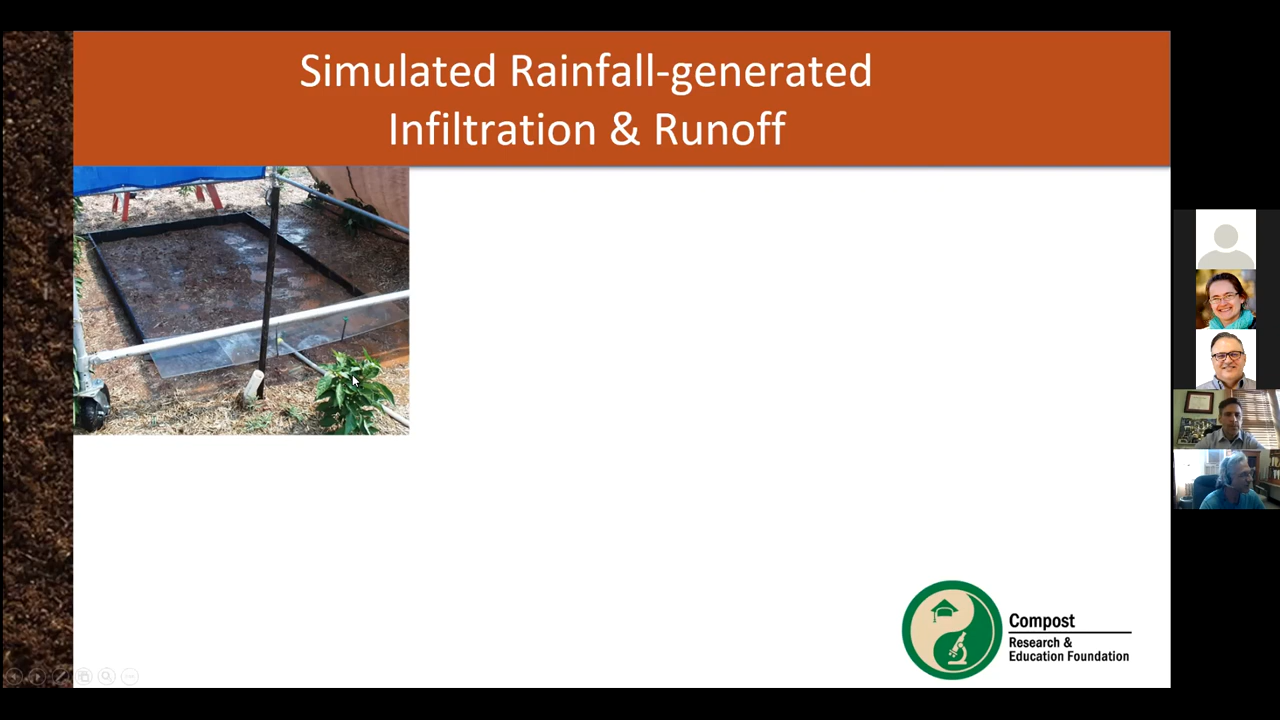 Simulated Rainfall-generated
Infiltration & Runoff
Compost
Research &
Education Foundation